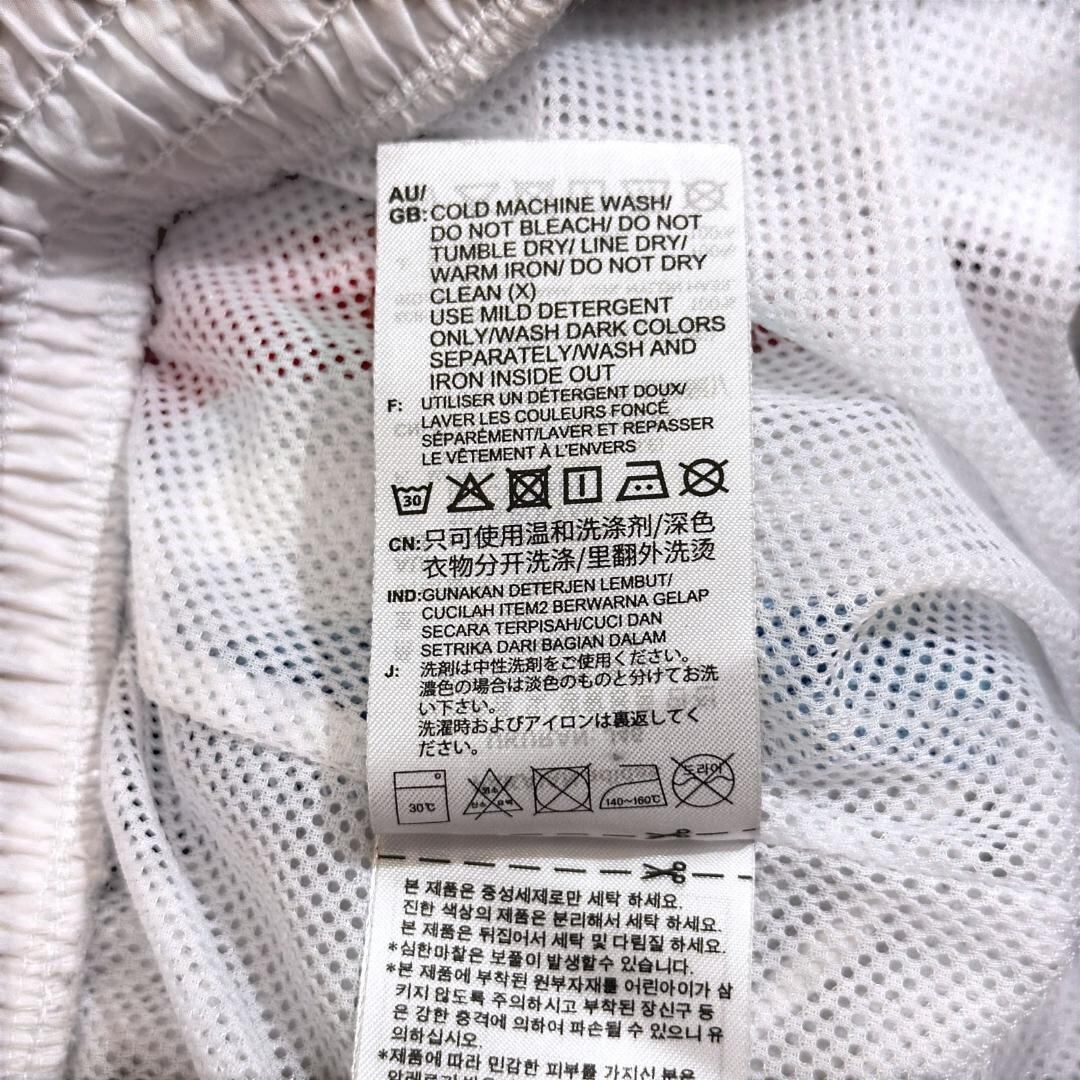 AU/
GB: COLD MACHINE WASH/
DO NOT BLEACH/ DO NOT
TUMBLE DRY/ LINE DRY/
WARM IRON/ DO NOT DRY
CLEAN (X)
USE MILD DETERGENT
ONLY/WASH DARK COLORS
SEPARATELY/WASH AND
IRON INSIDE OUT
F: UTILISER UN DÉTERGENT DOUX/
LAVER LES COULEURS FONCÉ
SÉPARÉMENT/LAVER ET REPASSER
LE VÊTEMENT À L'ENVERS
30
CN: 只可使用温和洗涤剂/深色
衣物分开洗涤/里翻外洗烫
IND: GUNAKAN DETERJEN LEMBUT/
CUCILAH ITEM2 BERWARNA GELAP
SECARA TERPISAH/CUCI DAN
SETRIKA DARI BAGIAN DALAM
J: 洗剤は中性洗剤をご使用ください。
濃色の場合は淡色のものと分けてお洗
い下さい。
洗濯時およびアイロンは裏返してく
ださい。
30℃ 140~160℃ 드라이
본 제품은 중성세제로만 세탁 하세요.
진한 색상의 제품은 분리해서 세탁 하세요.
본 제품은 뒤집어서 세탁 및 다림질 하세요.
*심한마찰은 보풀이 발생할수 있습니다.
*본 제품에 부착된 원부자재를 어린아이가 삼
키지 않도록 주의하시고 부착된 장신구 등
은 강한 충격에 의하여 파손될 수 있으니 유
의하십시오.
*제품에 따라 민감한 피부를 가지신 분은